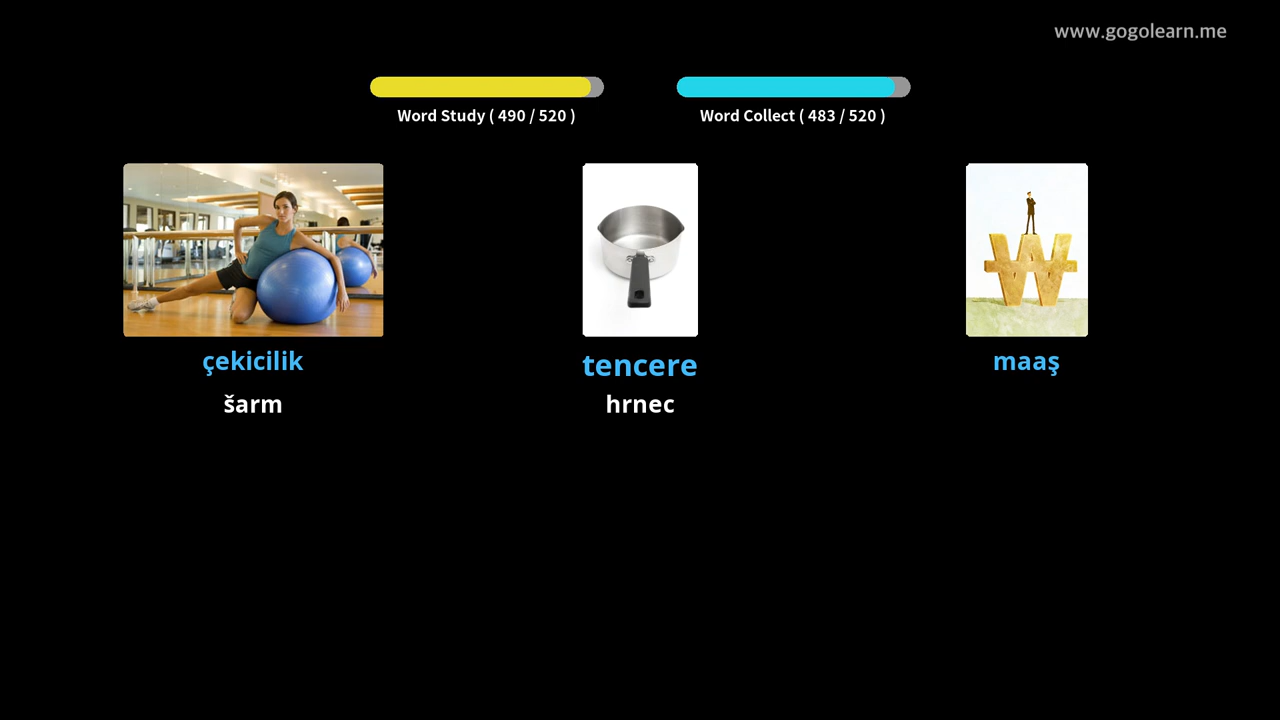 www.gogolearn.me
Word Study ( 490 / 520 )
Word Collect ( 483 / 520 )
çekicilik
tencere
maaş
šarm
hrnec